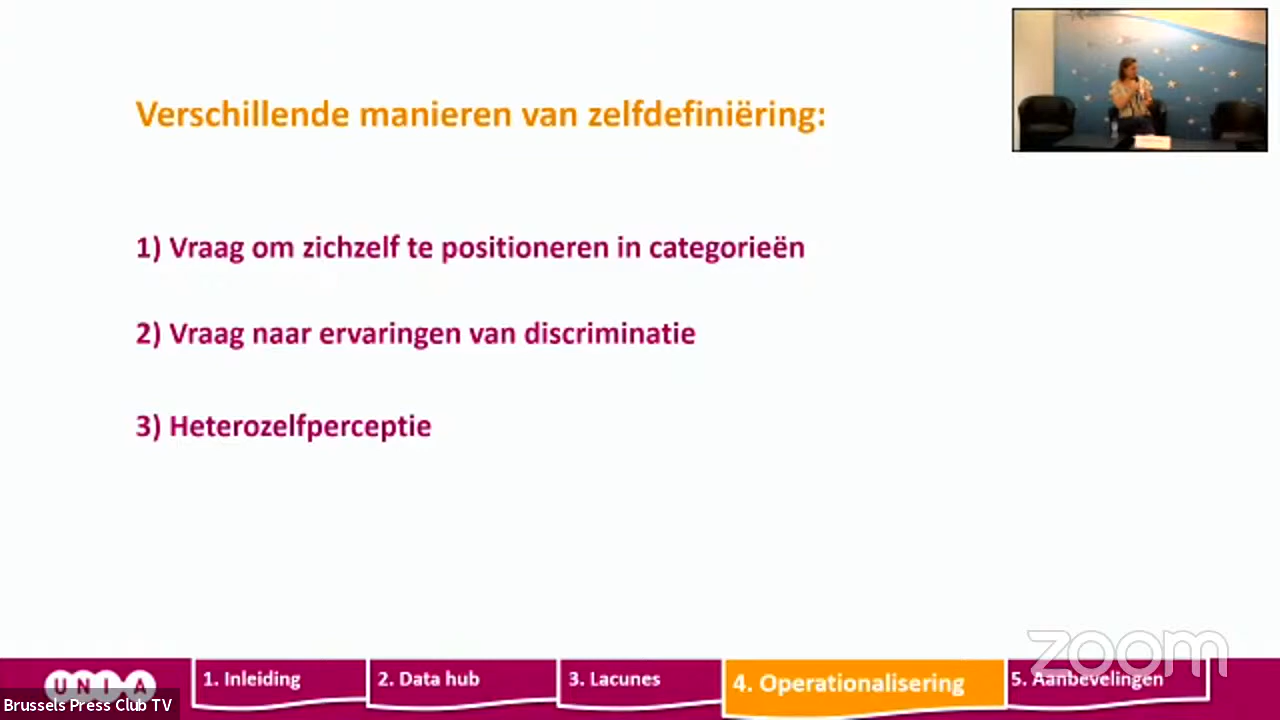 Verschillende manieren van zelfdefiniëring:
1) Vraag om zichzelf te positioneren in categorieën
2) Vraag naar ervaringen van discriminatie
3) Heterozelfperceptie
zoom
UNIA
1. Inleiding
2. Data hub
3. Lacunes
4. Operationalisering
5. Aanbevelingen
Brussels Press Club TV